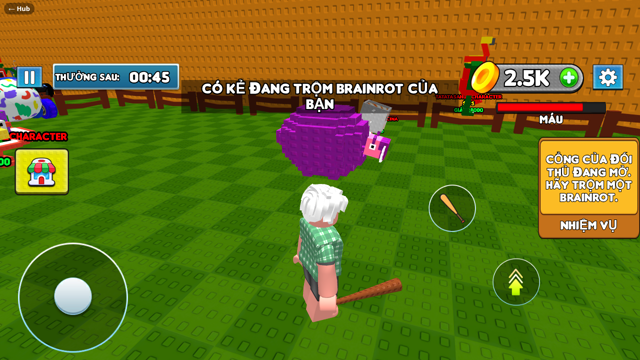 ← Hub
THƯỞNG SAU: 00:45
2.5K
CÓ KẺ ĐANG TRỘM BRAINROT CỦA
BẠN
MÁU
CHARACTER
CỔNG CỦA ĐỐI
THỦ ĐANG MỞ.
HÃY TRỘM MỘT
BRAINROT.
NHIỆM VỤ